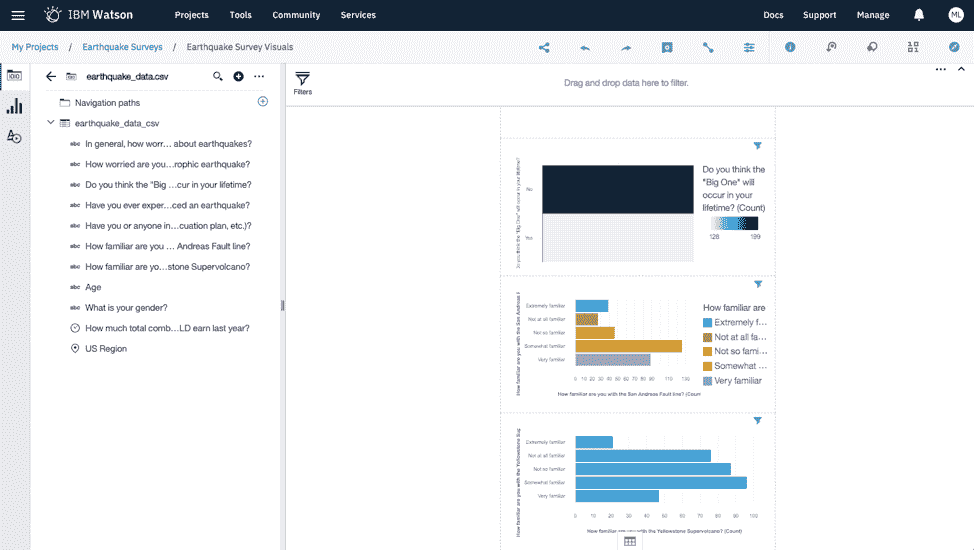 IBM Watson
Projects
Tools
Community
Services
Docs
Support
Manage
ML
My Projects / Earthquake Surveys / Earthquake Survey Visuals
earthquake_data.csv
Navigation paths
earthquake_data_csv
abc In general, how worr... about earthquakes?
abc How worried are you...rophic earthquake?
abc Do you think the "Big ...cur in your lifetime?
abc Have you ever exper...ced an earthquake?
abc Have you or anyone in...cuation plan, etc.)?
abc How familiar are you ... Andreas Fault line?
abc How familiar are yo...stone Supervolcano?
abc Age
abc What is your gender?
How much total comb...LD earn last year?
US Region
Filters
Drag and drop data here to filter.
Do you think the "Big One" will occur in your lifetime?
No
Yes
Do you think the
"Big One" will
occur in your
lifetime? (Count)
128 199
How familiar are you with the San Andreas F
Extremely familiar
Not at all familiar
Not so familiar
Somewhat familiar
Very familiar
0 10 20 30 40 50 60 70 80 90 110 130
How familiar are you with the San Andreas Fault line? (Coun
How familiar are
Extremely f...
Not at all fa...
Not so fami...
Somewhat ...
Very familiar
How familiar are you with the Yellowstone Sup
Extremely familiar
Not at all familiar
Not so familiar
Somewhat familiar
Very familiar
0 10 20 30 40 50 60 70 80 90 100
How familiar are you with the Yellowstone Supervolcano? (Count)